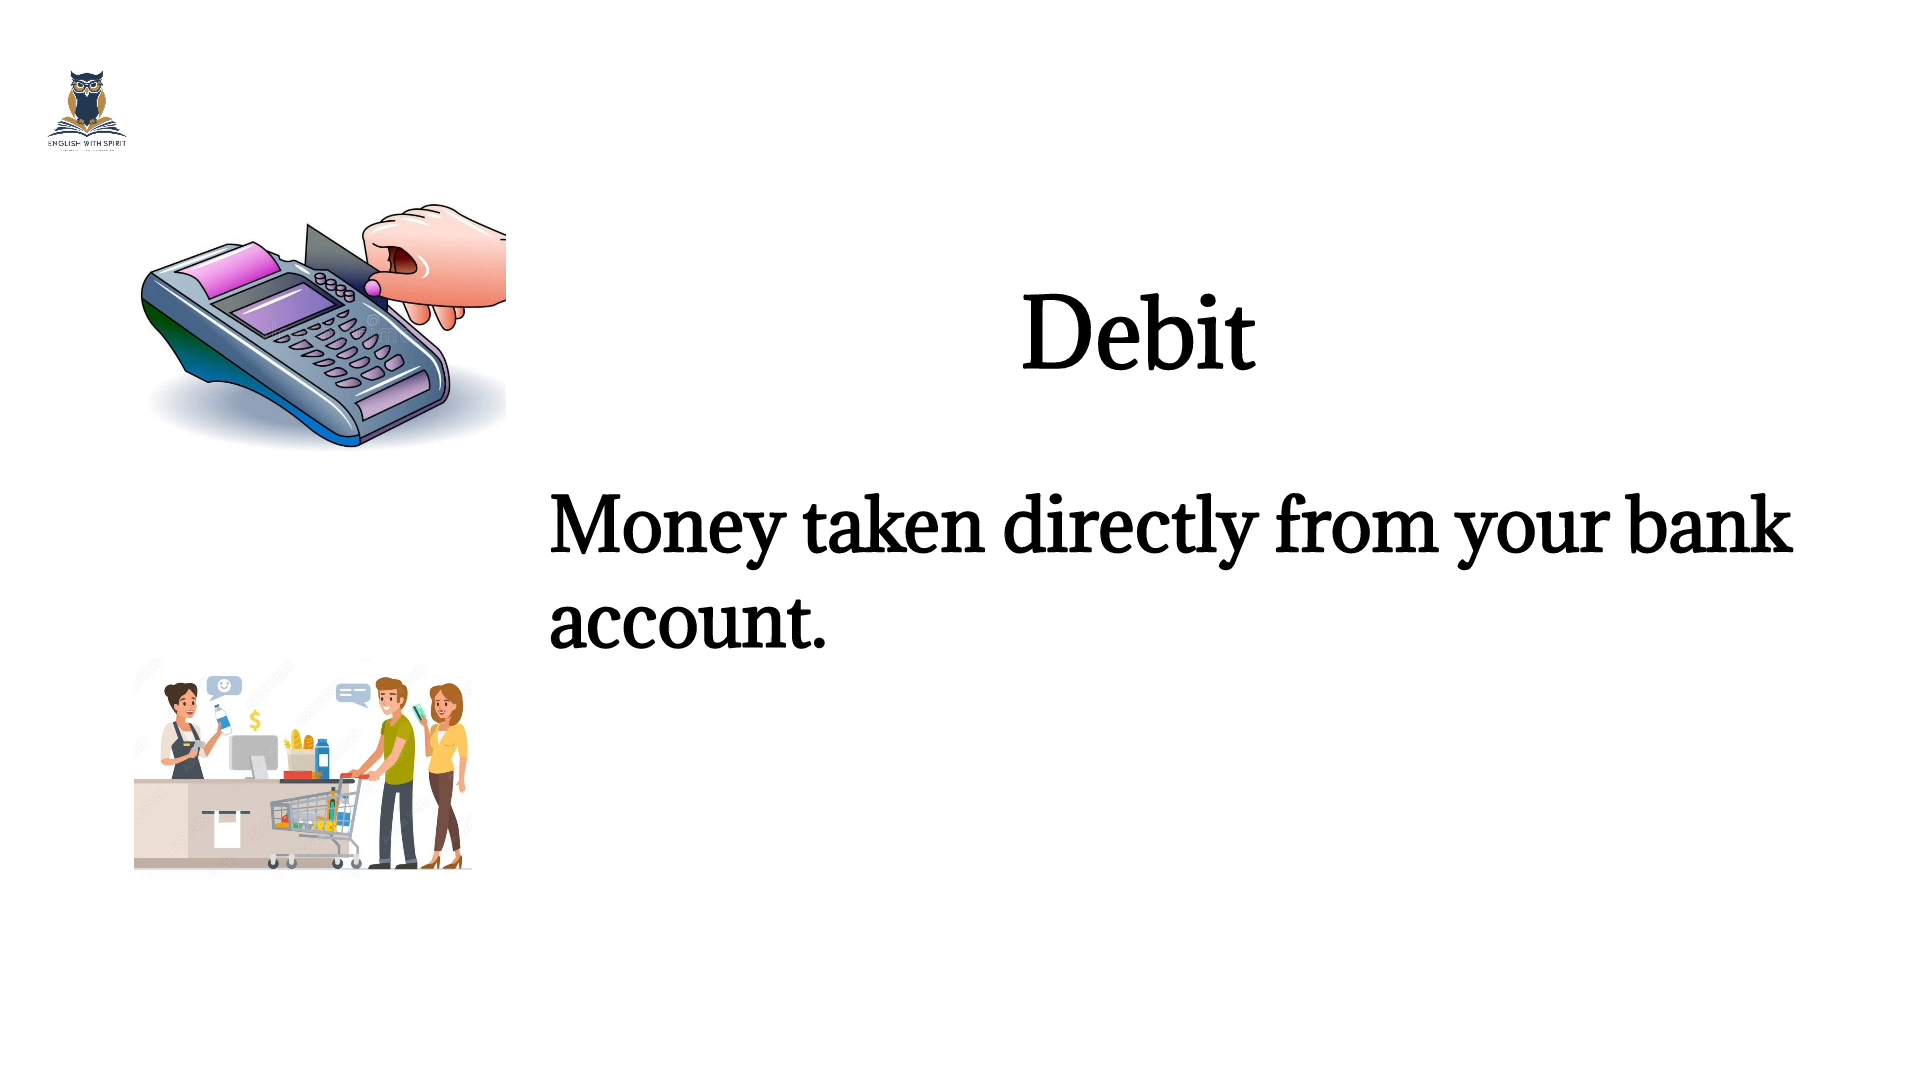 ENGLISH WITH SPIRIT
Debit
Money taken directly from your bank
account.
$